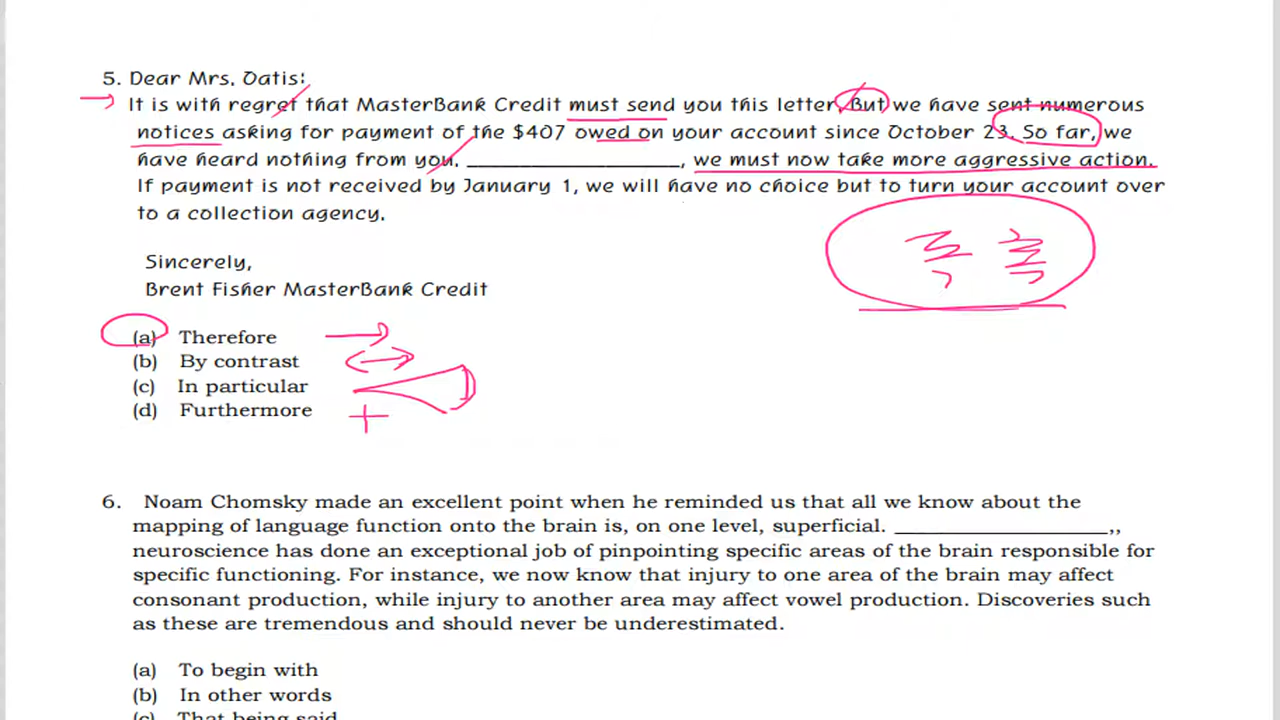 5. Dear Mrs. Oatis:
It is with regret that MasterBank Credit must send you this letter. But we have sent numerous
notices asking for payment of the $407 owed on your account since October 23. So far, we
have heard nothing from you. ____________________, we must now take more aggressive action.
If payment is not received by January 1, we will have no choice but to turn your account over
to a collection agency.
Sincerely,
Brent Fisher MasterBank Credit
(a) Therefore
(b) By contrast
(c) In particular
(d) Furthermore
6. Noam Chomsky made an excellent point when he reminded us that all we know about the
mapping of language function onto the brain is, on one level, superficial. ____________________,,
neuroscience has done an exceptional job of pinpointing specific areas of the brain responsible for
specific functioning. For instance, we now know that injury to one area of the brain may affect
consonant production, while injury to another area may affect vowel production. Discoveries such
as these are tremendous and should never be underestimated.
(a) To begin with
(b) In other words
(c) That being said